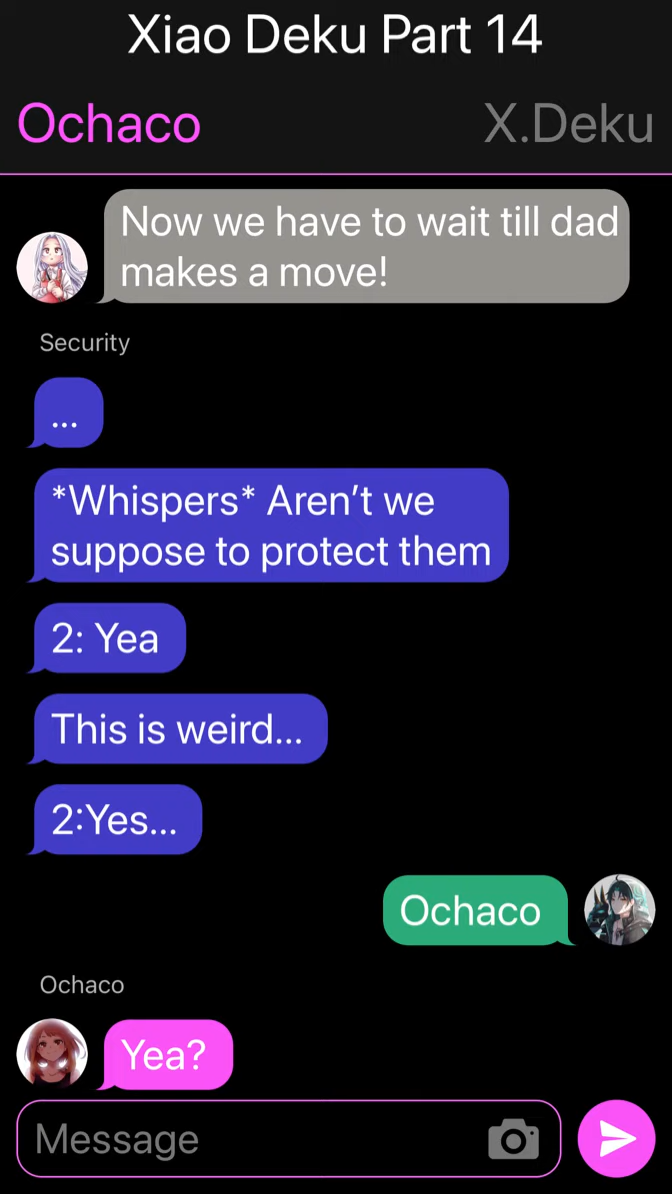 Xiao Deku Part 14
Ochaco
X.Deku
Now we have to wait till dad
makes a move!
Security
...
*Whispers* Aren’t we
suppose to protect them
2: Yea
This is weird...
2:Yes...
Ochaco
Ochaco
Yea?
Message